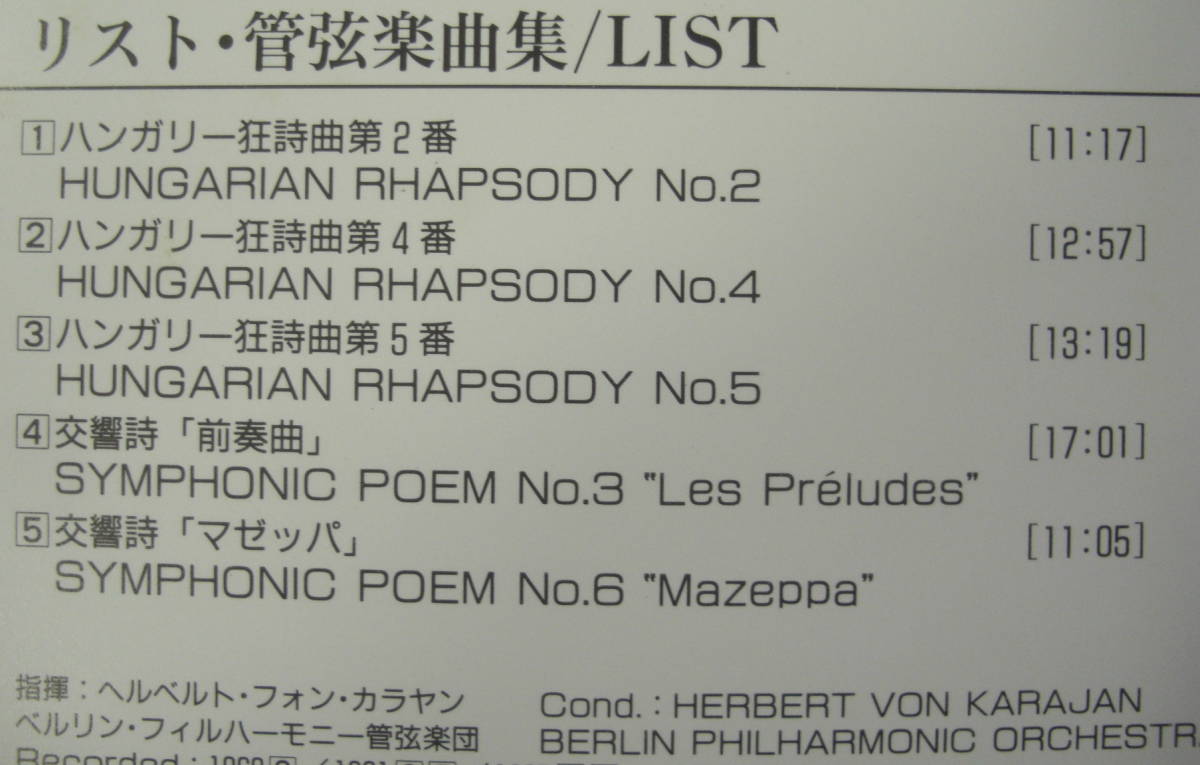 リスト・管弦楽曲集/LIST
1 ハンガリー狂詩曲第2番 [11:17]
HUNGARIAN RHAPSODY No.2
2 ハンガリー狂詩曲第4番 [12:57]
HUNGARIAN RHAPSODY No.4
3 ハンガリー狂詩曲第5番 [13:19]
HUNGARIAN RHAPSODY No.5
4 交響詩「前奏曲」 [17:01]
SYMPHONIC POEM No.3 "Les Préludes"
5 交響詩「マゼッパ」 [11:05]
SYMPHONIC POEM No.6 "Mazeppa"
指揮：ヘルベルト・フォン・カラヤン Cond.：HERBERT VON KARAJAN
ベルリン・フィルハーモニー管弦楽団 BERLIN PHILHARMONIC ORCHESTR
Recorded：